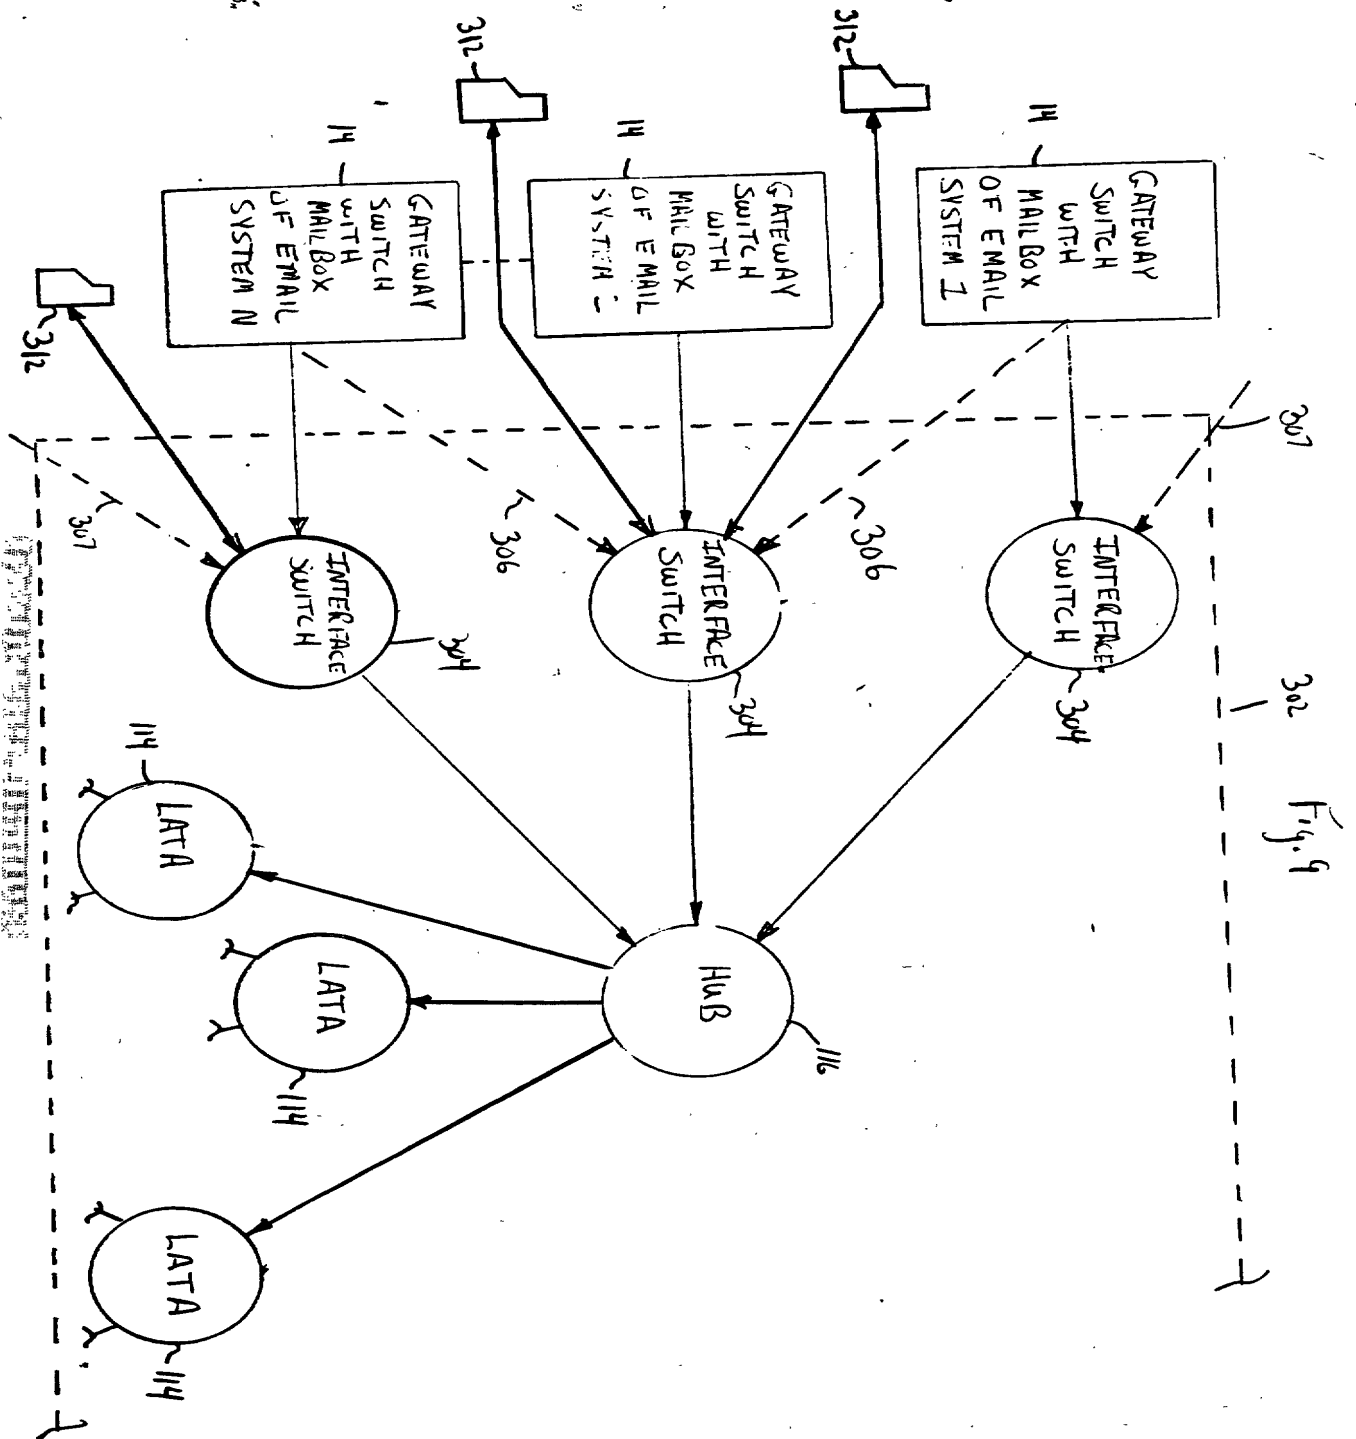 Fig. 9
302
307
14
GATEWAY
SWITCH
WITH
MAILBOX
OF EMAIL
SYSTEM 1
306
INTERFACE
SWITCH
304
312
14
GATEWAY
SWITCH
WITH
MAILBOX
OF EMAIL
SYSTEM i
INTERFACE
SWITCH
304
HUB
116
312
14
GATEWAY
SWITCH
WITH
MAILBOX
OF EMAIL
SYSTEM N
306
INTERFACE
SWITCH
304
312
307
LATA
114
LATA
114
LATA
114